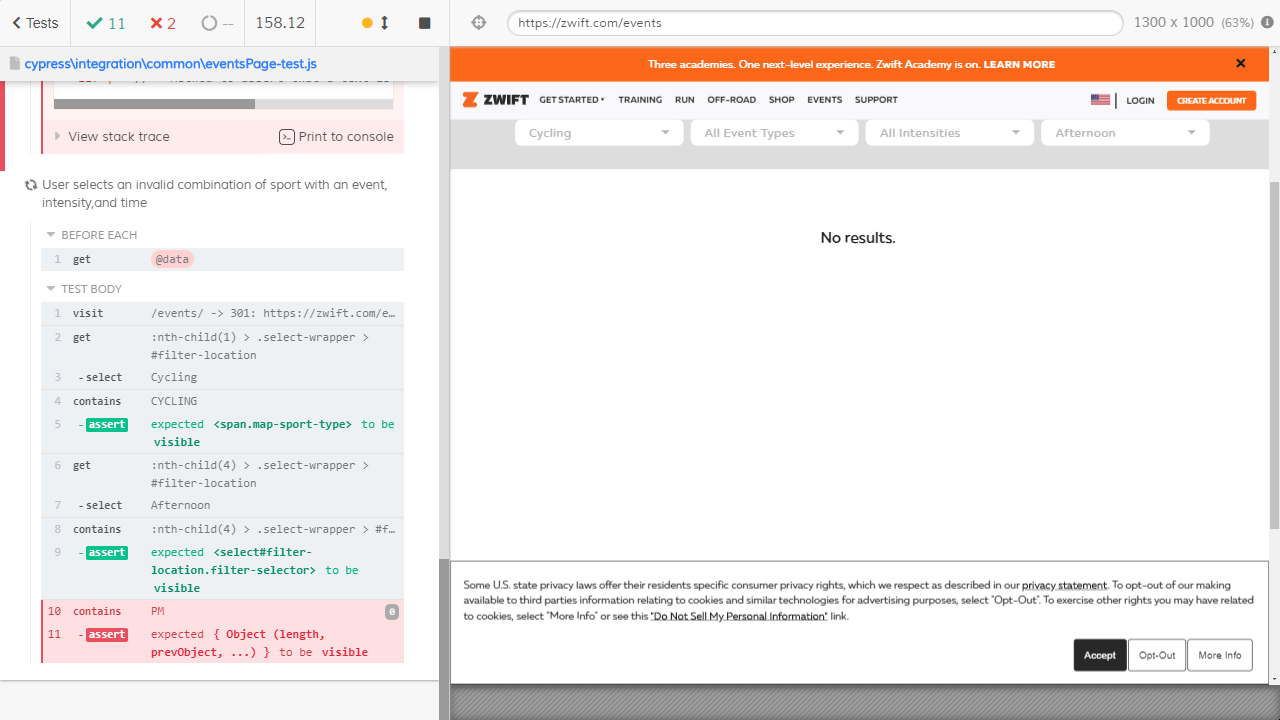 Tests
11
2
--
158.12
https://zwift.com/events
1300 x 1000 (63%)
cypress\integration\common\eventsPage-test.js
View stack trace
Print to console
User selects an invalid combination of sport with an event,
intensity,and time
BEFORE EACH
1 get @data
TEST BODY
1 visit /events/ -> 301: https://zwift.com/e…
2 get :nth-child(1) > .select-wrapper >
#filter-location
3 -select Cycling
4 contains CYCLING
5 -assert expected <span.map-sport-type> to be
visible
6 get :nth-child(4) > .select-wrapper >
#filter-location
7 -select Afternoon
8 contains :nth-child(4) > .select-wrapper > #f…
9 -assert expected <select#filter-
location.filter-selector> to be
visible
10 contains PM 0
11 -assert expected { Object (length,
prevObject, ...) } to be visible
Three academies. One next-level experience. Zwift Academy is on. LEARN MORE
ZWIFT GET STARTED TRAINING RUN OFF-ROAD SHOP EVENTS SUPPORT LOGIN CREATE ACCOUNT
Cycling All Event Types All Intensities Afternoon
No results.
Some U.S. state privacy laws offer their residents specific consumer privacy rights, which we respect as described in our privacy statement. To opt-out of our making
available to third parties information relating to cookies and similar technologies for advertising purposes, select "Opt-Out". To exercise other rights you may have related
to cookies, select "More Info" or see this "Do Not Sell My Personal Information" link.
Accept Opt-Out More Info